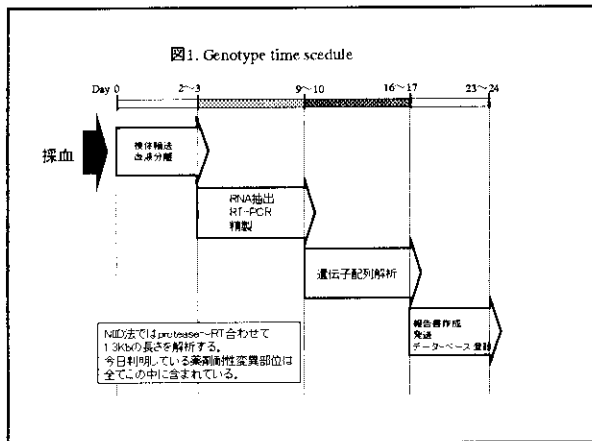 図1. Genotype time scedule
Day 0 2～3 9～10 16～17 23～24
採血
検体輸送
血液分離
RNA抽出
RT-PCR
精製
遺伝子配列解析
報告書作成
発送
データーベース登録
NIID法ではprotease～RT合わせて
1.3Kbの長さを解析する。
今日判明している薬剤耐性変異部位は
全てこの中に含まれている。